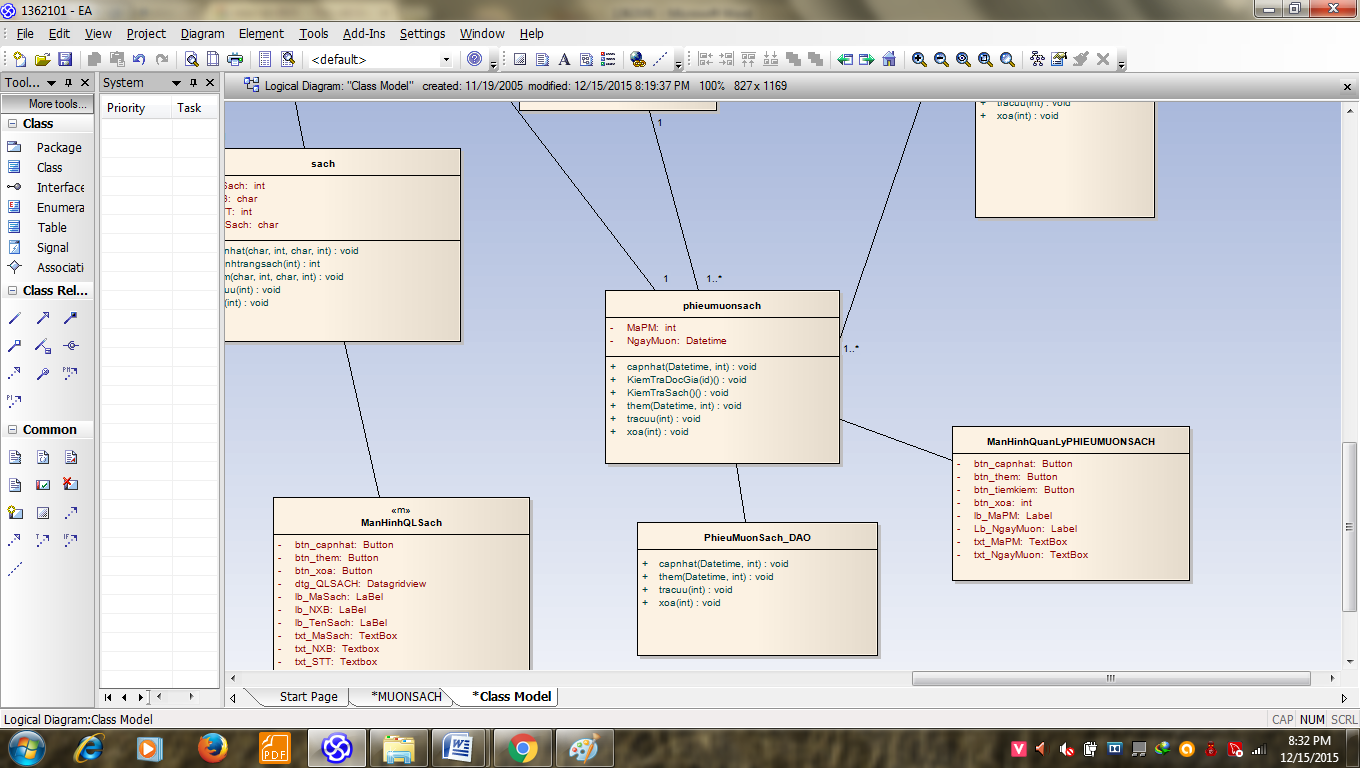 1362101 - EA
File Edit View Project Diagram Element Tools Add-Ins Settings Window Help
<default>
Tool...
More tools...
Class
Package
Class
Interface
Enumera
Table
Signal
Associati
Class Rel...
Common
System
Priority Task
Logical Diagram: "Class Model" created: 11/19/2005 modified: 12/15/2015 8:19:37 PM 100% 827 x 1169
1
tracuu(int) : void
+ xoa(int) : void
sach
Sach: int
B: char
T: int
Sach: char
nhat(char, int, char, int) : void
nhtrangsach(int) : int
m(char, int, char, int) : void
uu(int) : void
(int) : void
1
1..*
phieumuonsach
- MaPM: int
- NgayMuon: Datetime
+ capnhat(Datetime, int) : void
+ KiemTraDocGia(id)() : void
+ KiemTraSach()() : void
+ them(Datetime, int) : void
+ tracuu(int) : void
+ xoa(int) : void
1..*
ManHinhQuanLyPHIEUMUONSACH
- btn_capnhat: Button
- btn_them: Button
- btn_tiemkiem: Button
- btn_xoa: int
- lb_MaPM: Label
- Lb_NgayMuon: Label
- txt_MaPM: TextBox
- txt_NgayMuon: TextBox
«m»
ManHinhQLSach
- btn_capnhat: Button
- btn_them: Button
- btn_xoa: Button
- dtg_QLSACH: Datagridview
- lb_MaSach: LaBel
- lb_NXB: LaBel
- lb_TenSach: LaBel
- txt_MaSach: TextBox
- txt_NXB: Textbox
- txt_STT: Textbox
PhieuMuonSach_DAO
+ capnhat(Datetime, int) : void
+ them(Datetime, int) : void
+ tracuu(int) : void
+ xoa(int) : void
Start Page *MUONSACH *Class Model
Logical Diagram:Class Model
CAP NUM SCRL
PDF
8:32 PM
12/15/2015